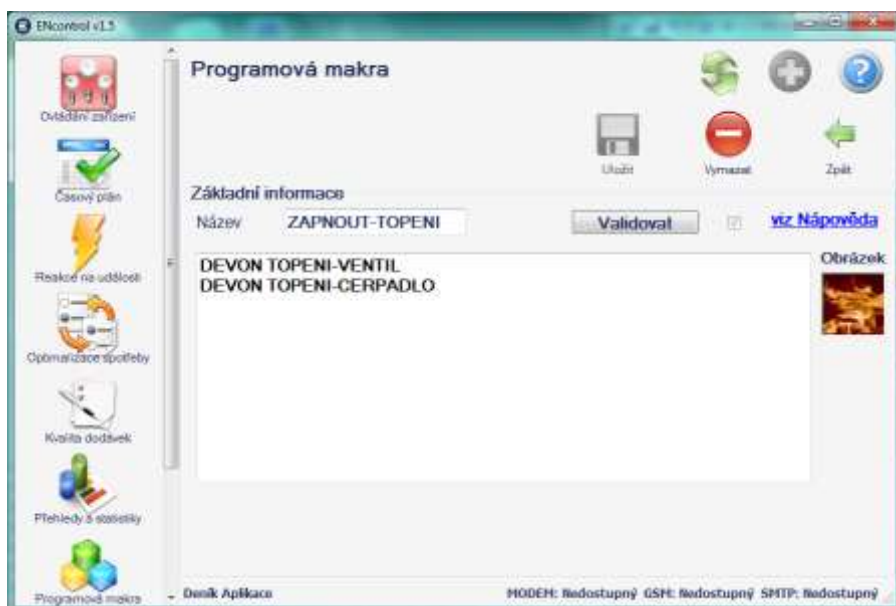 ENcontrol v1.5
Ovládání zařízení
Časový plán
Reakce na události
Optimalizace spotřeby
Kvalita dodávek
Přehledy a statistiky
Programová makra
Programová makra
Uložit
Vymazat
Zpět
Základní informace
Název ZAPNOUT-TOPENI Validovat viz Nápověda
DEVON TOPENI-VENTIL
DEVON TOPENI-CERPADLO
Obrázek
Deník Aplikace MODEM: Nedostupný GSM: Nedostupný SMTP: Nedostupný